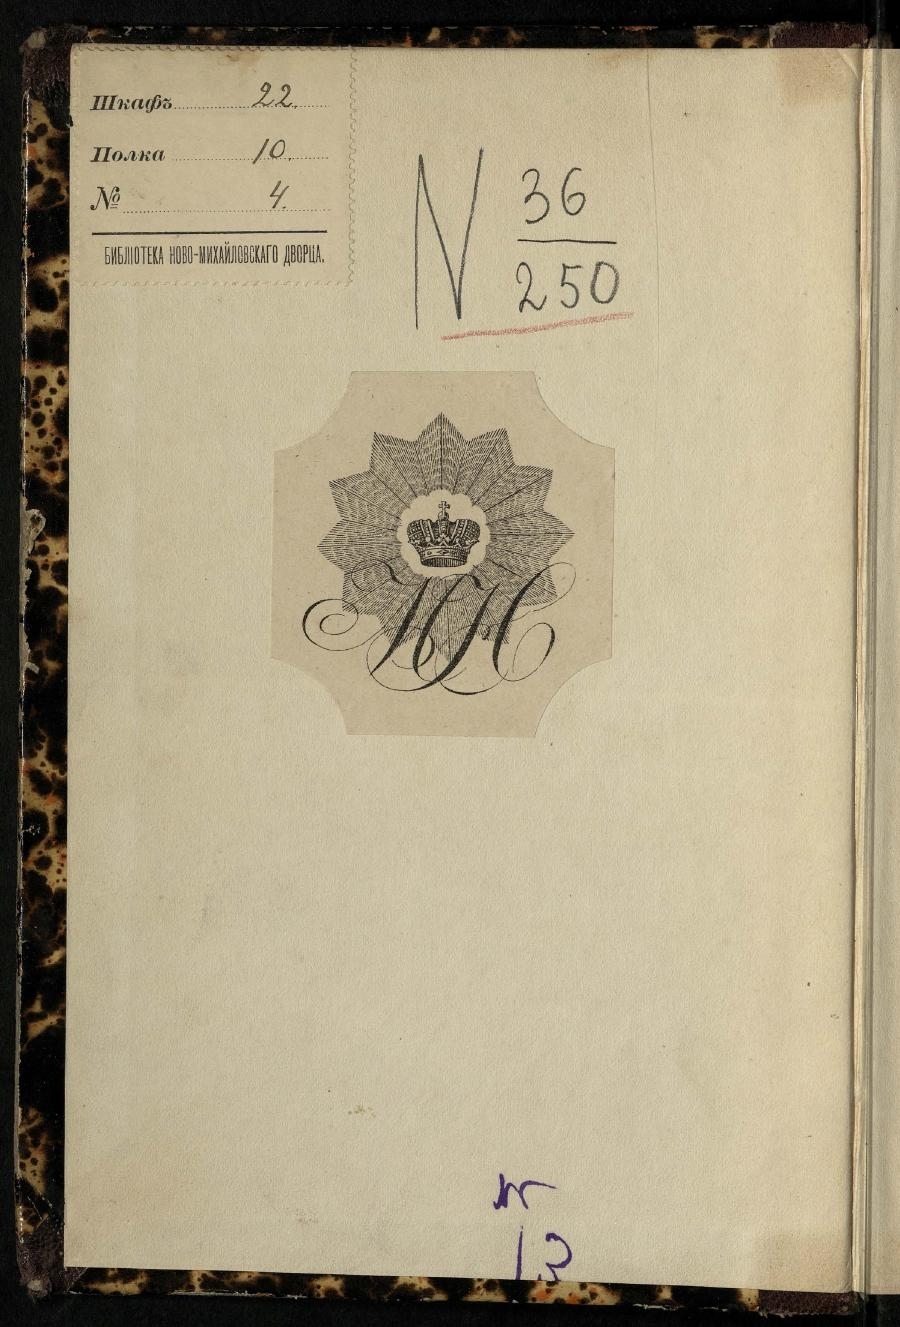 Шкафъ 22.
Полка 10.
№ 4.
БИБЛІОТЕКА НОВО-МИХАЙЛОВСКАГО ДВОРЦА.
N 36
250
13